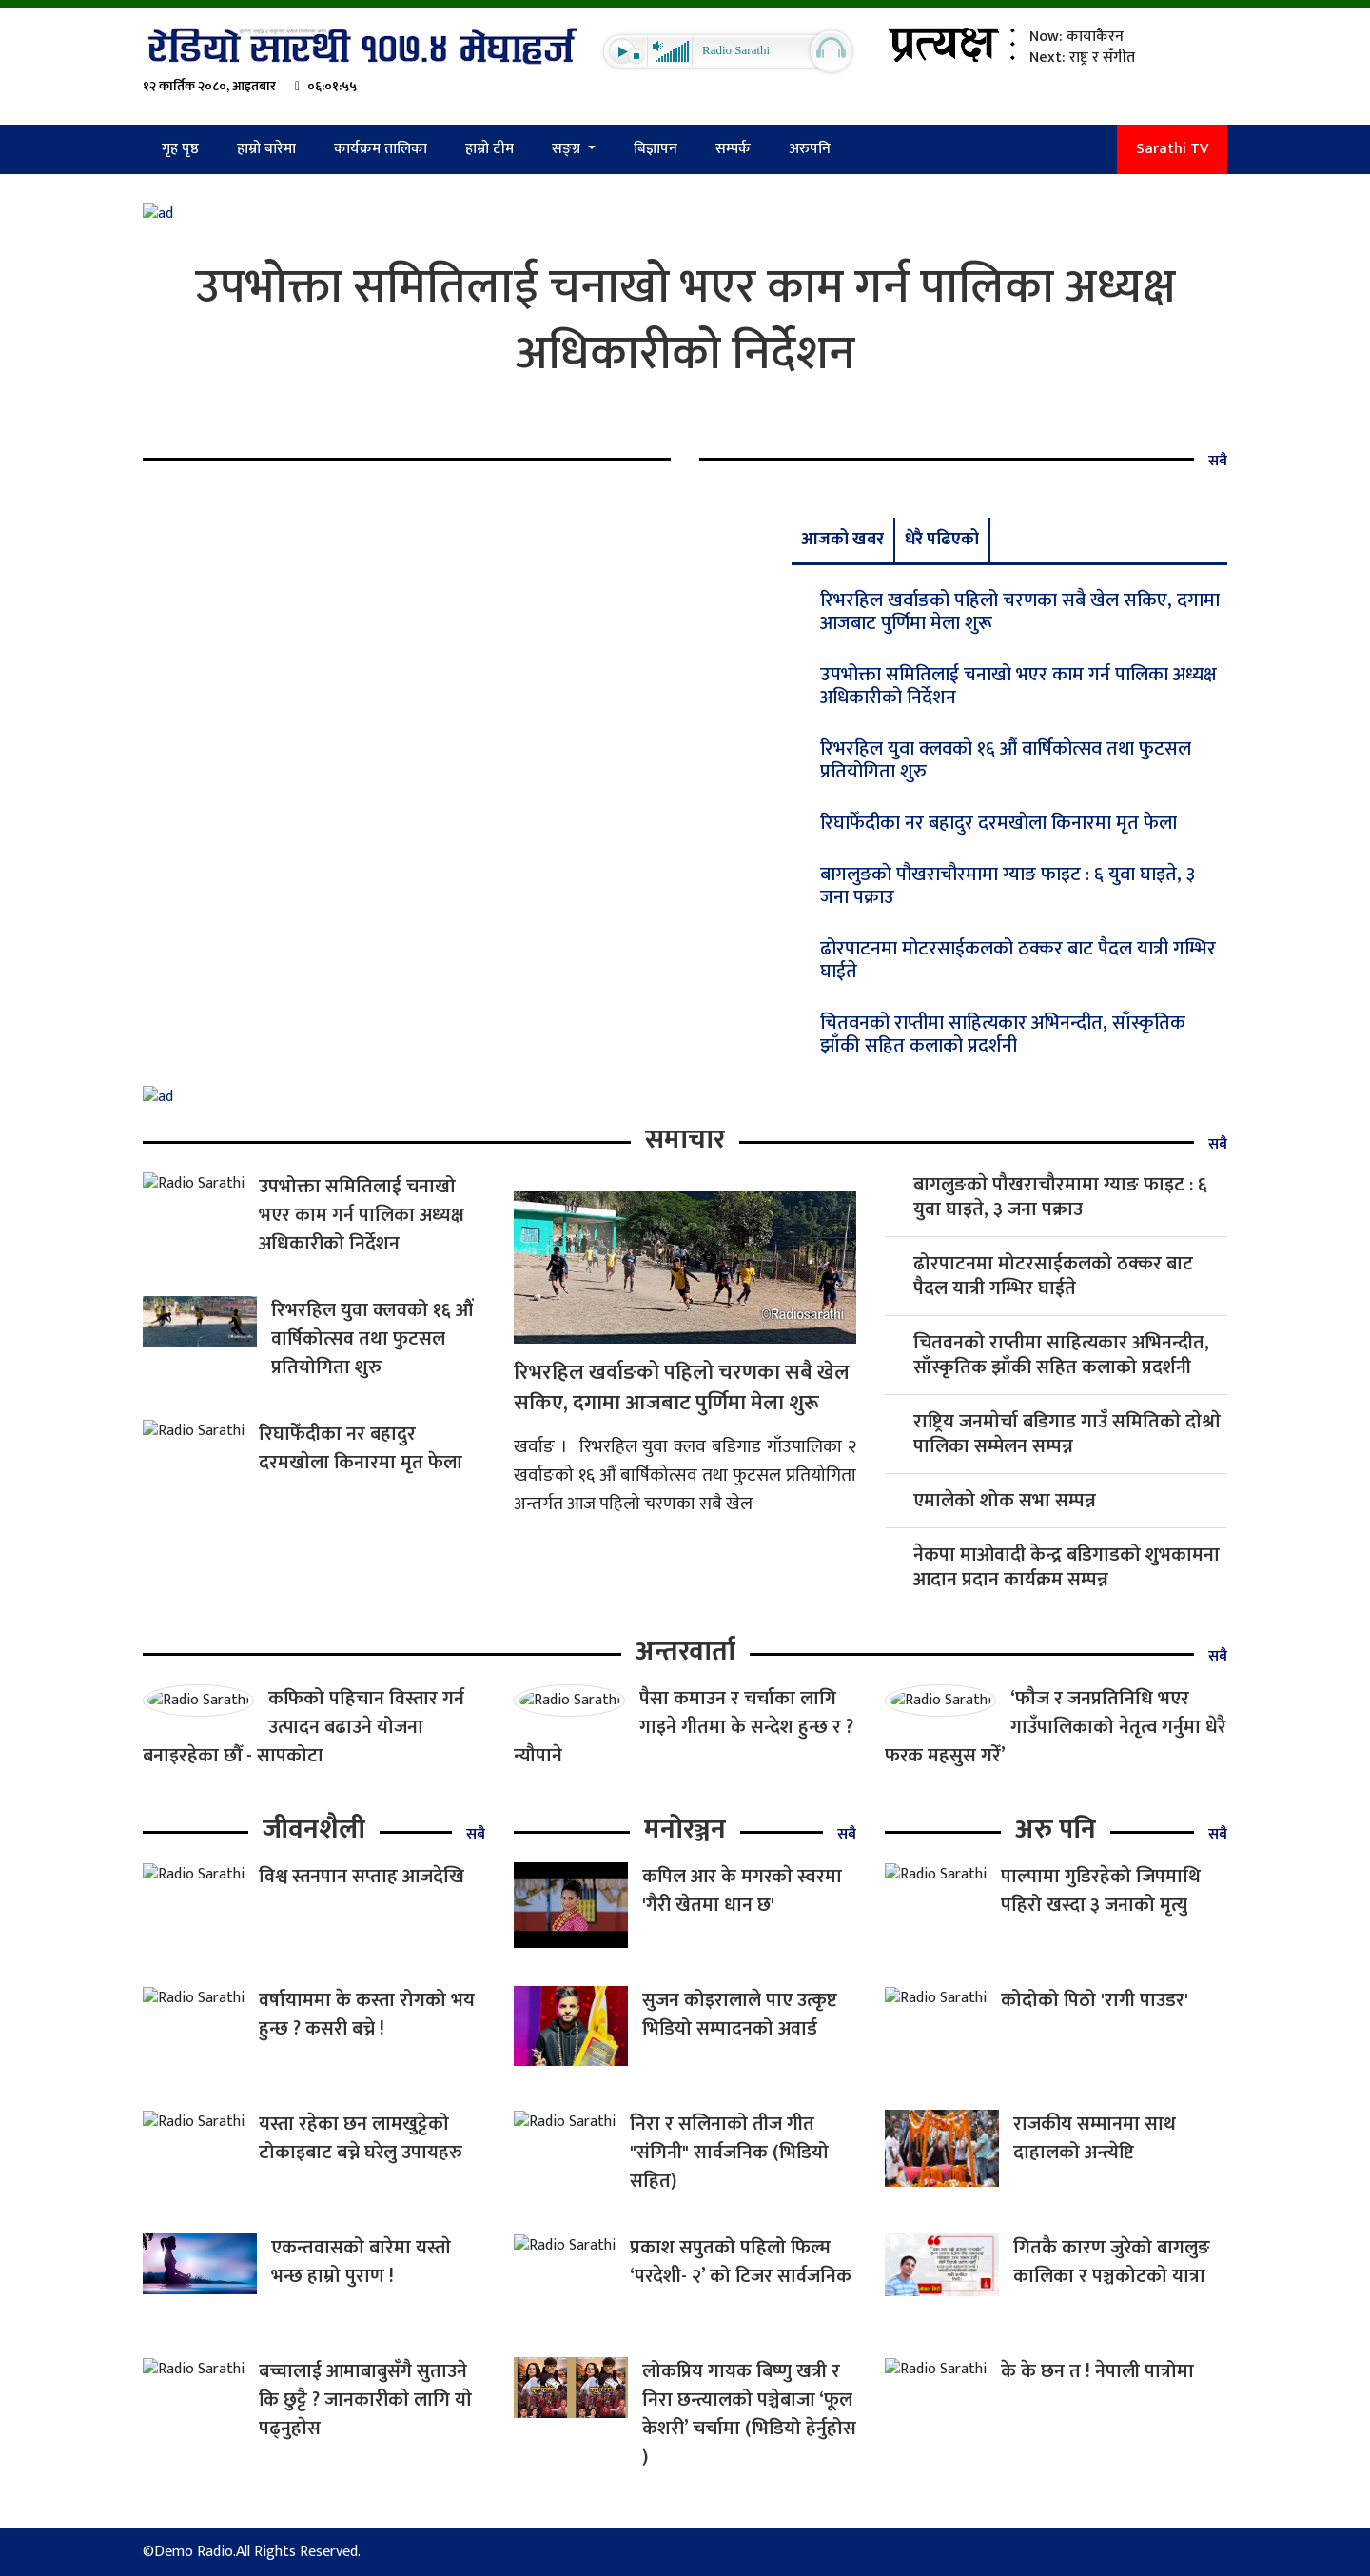 रेडियो सारथी १०७.४ मेघाहर्ज
Radio Sarathi
प्रत्यक्ष :
Now: कायाकैरन
Next: राष्ट्र र सँगीत
१२ कार्तिक २०८०, आइतबार ०६:०१:५५
गृह पृष्ठ हाम्रो बारेमा कार्यक्रम तालिका हाम्रो टीम सङ्ग्र बिज्ञापन सम्पर्क अरुपनि Sarathi TV
ad
उपभोक्ता समितिलाई चनाखो भएर काम गर्न पालिका अध्यक्ष
अधिकारीको निर्देशन
सबै
आजको खबर धेरै पढिएको
रिभरहिल खर्वाङको पहिलो चरणका सबै खेल सकिए, दगामा
आजबाट पुर्णिमा मेला शुरू
उपभोक्ता समितिलाई चनाखो भएर काम गर्न पालिका अध्यक्ष
अधिकारीको निर्देशन
रिभरहिल युवा क्लवको १६ औं वार्षिकोत्सव तथा फुटसल
प्रतियोगिता शुरु
रिघाफेँदीका नर बहादुर दरमखोला किनारमा मृत फेला
बागलुङको पौखराचौरमामा ग्याङ फाइट : ६ युवा घाइते, ३
जना पक्राउ
ढोरपाटनमा मोटरसाईकलको ठक्कर बाट पैदल यात्री गम्भिर
घाईते
चितवनको राप्तीमा साहित्यकार अभिनन्दीत, साँस्कृतिक
झाँकी सहित कलाको प्रदर्शनी
ad
समाचार
सबै
Radio Sarathi
उपभोक्ता समितिलाई चनाखो
भएर काम गर्न पालिका अध्यक्ष
अधिकारीको निर्देशन
रिभरहिल युवा क्लवको १६ औं
वार्षिकोत्सव तथा फुटसल
प्रतियोगिता शुरु
Radio Sarathi
रिघाफेँदीका नर बहादुर
दरमखोला किनारमा मृत फेला
©Radiosarathi
रिभरहिल खर्वाङको पहिलो चरणका सबै खेल
सकिए, दगामा आजबाट पुर्णिमा मेला शुरू
खर्वाङ । रिभरहिल युवा क्लव बडिगाड गाँउपालिका २
खर्वाङको १६ औं बार्षिकोत्सव तथा फुटसल प्रतियोगिता
अन्तर्गत आज पहिलो चरणका सबै खेल
बागलुङको पौखराचौरमामा ग्याङ फाइट : ६
युवा घाइते, ३ जना पक्राउ
ढोरपाटनमा मोटरसाईकलको ठक्कर बाट
पैदल यात्री गम्भिर घाईते
चितवनको राप्तीमा साहित्यकार अभिनन्दीत,
साँस्कृतिक झाँकी सहित कलाको प्रदर्शनी
राष्ट्रिय जनमोर्चा बडिगाड गाउँ समितिको दोश्रो
पालिका सम्मेलन सम्पन्न
एमालेको शोक सभा सम्पन्न
नेकपा माओवादी केन्द्र बडिगाडको शुभकामना
आदान प्रदान कार्यक्रम सम्पन्न
अन्तरवार्ता
सबै
Radio Sarathi
कफिको पहिचान विस्तार गर्न
उत्पादन बढाउने योजना
बनाइरहेका छौँ - सापकोटा
Radio Sarathi
पैसा कमाउन र चर्चाका लागि
गाइने गीतमा के सन्देश हुन्छ र ?
न्यौपाने
Radio Sarathi
‘फौज र जनप्रतिनिधि भएर
गाउँपालिकाको नेतृत्व गर्नुमा धेरै
फरक महसुस गरेँ’
जीवनशैली
सबै
Radio Sarathi
विश्व स्तनपान सप्ताह आजदेखि
Radio Sarathi
वर्षायाममा के कस्ता रोगको भय
हुन्छ ? कसरी बच्ने !
Radio Sarathi
यस्ता रहेका छन लामखुट्टेको
टोकाइबाट बच्ने घरेलु उपायहरु
एकन्तवासको बारेमा यस्तो
भन्छ हाम्रो पुराण !
Radio Sarathi
बच्चालाई आमाबाबुसँगै सुताउने
कि छुट्टै ? जानकारीको लागि यो
पढ्नुहोस
मनोरञ्जन
सबै
कपिल आर के मगरको स्वरमा
'गैरी खेतमा धान छ'
सुजन कोइरालाले पाए उत्कृष्ट
भिडियो सम्पादनको अवार्ड
Radio Sarathi
निरा र सलिनाको तीज गीत
"संगिनी" सार्वजनिक (भिडियो
सहित)
Radio Sarathi
प्रकाश सपुतको पहिलो फिल्म
‘परदेशी- २’ को टिजर सार्वजनिक
लोकप्रिय गायक बिष्णु खत्री र
निरा छन्त्यालको पञ्चेबाजा ‘फूल
केशरी’ चर्चामा (भिडियो हेर्नुहोस
)
अरु पनि
सबै
Radio Sarathi
पाल्पामा गुडिरहेको जिपमाथि
पहिरो खस्दा ३ जनाको मृत्यु
Radio Sarathi
कोदोको पिठो 'रागी पाउडर'
राजकीय सम्मानमा साथ
दाहालको अन्त्येष्टि
गितकै कारण जुरेको बागलुङ
कालिका र पञ्चकोटको यात्रा
Radio Sarathi
के के छन त ! नेपाली पात्रोमा
©Demo Radio.All Rights Reserved.